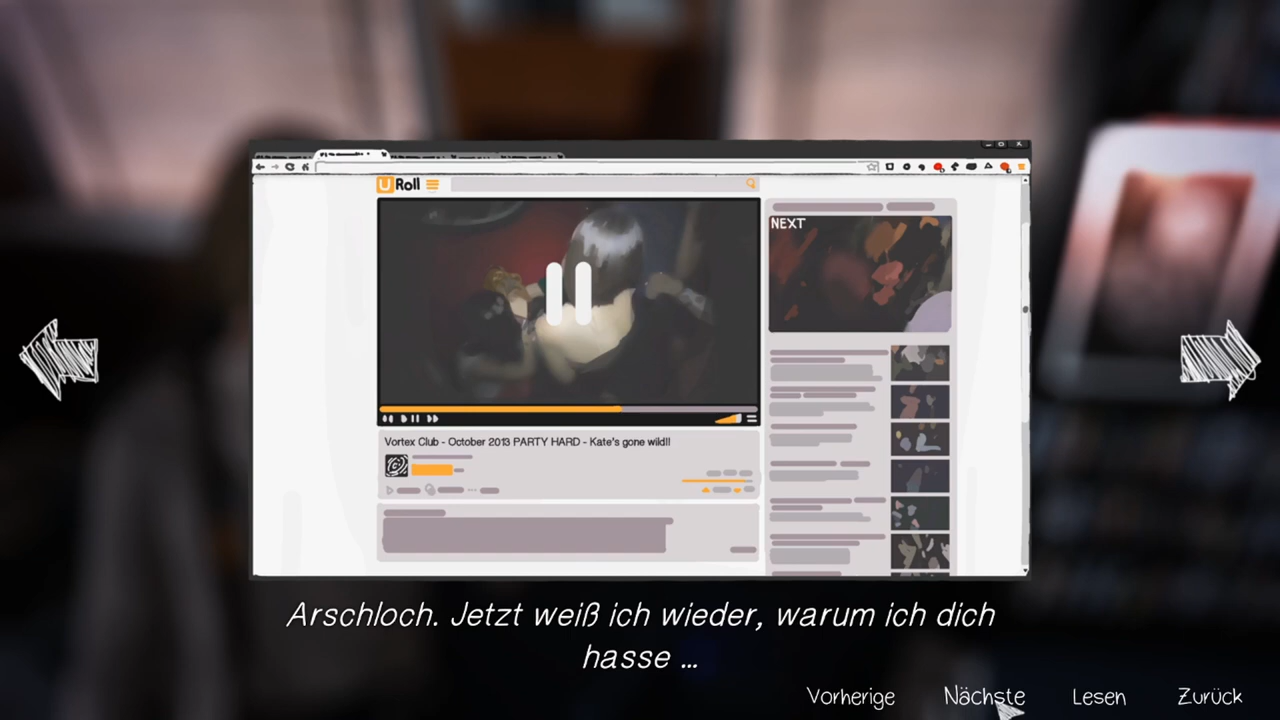 U Roll
NEXT
Vortex Club - October 2013 PARTY HARD - Kate's gone wild!!
Arschloch. Jetzt weiß ich wieder, warum ich dich
hasse ...
Vorherige Nächste Lesen Zurück